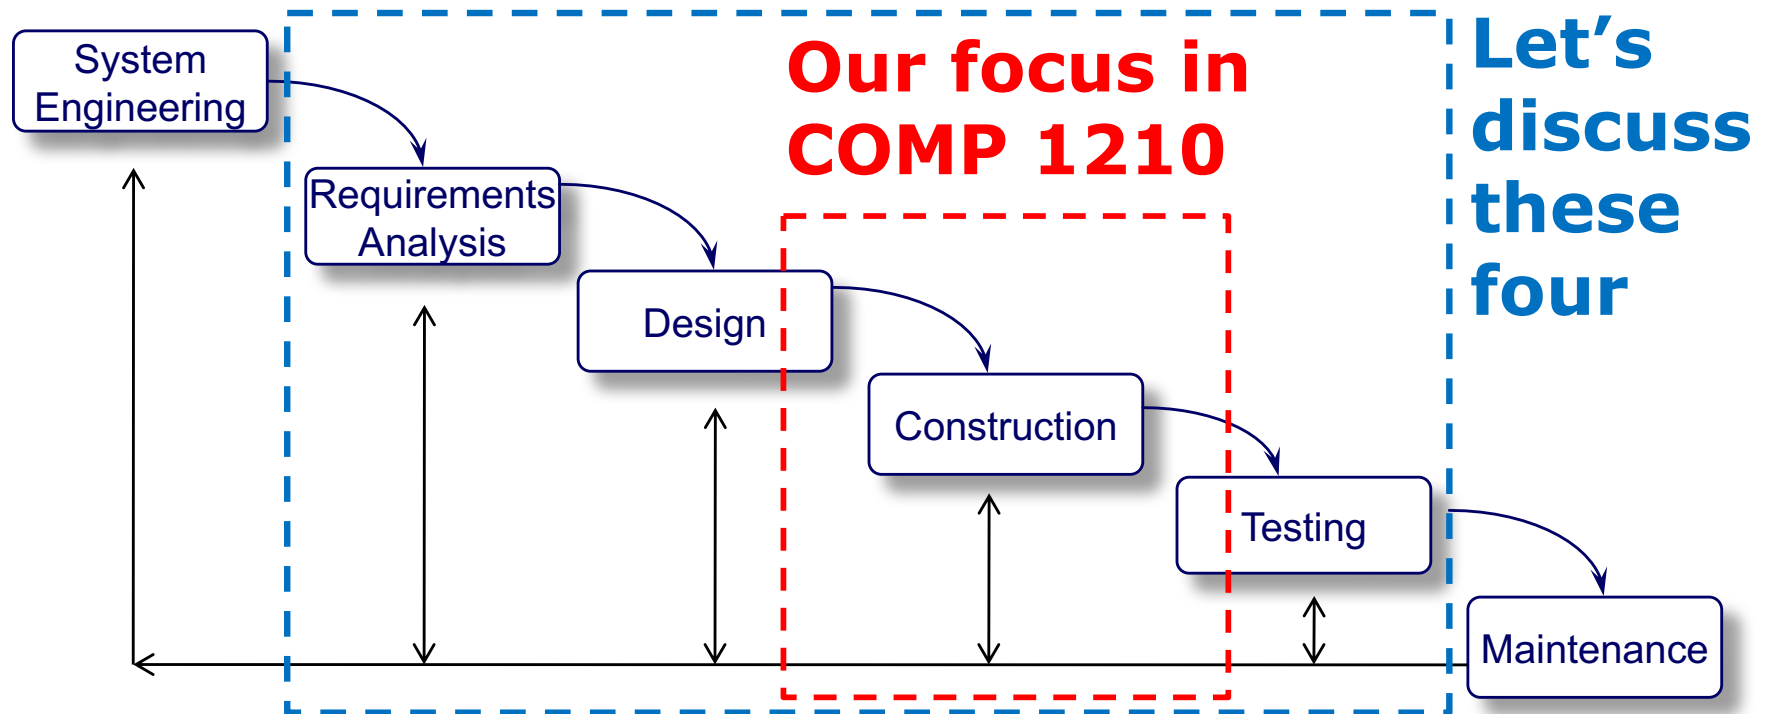 System
Engineering
Our focus in
COMP 1210
Let’s
discuss
these
four
Requirements
Analysis
Design
Construction
Testing
Maintenance